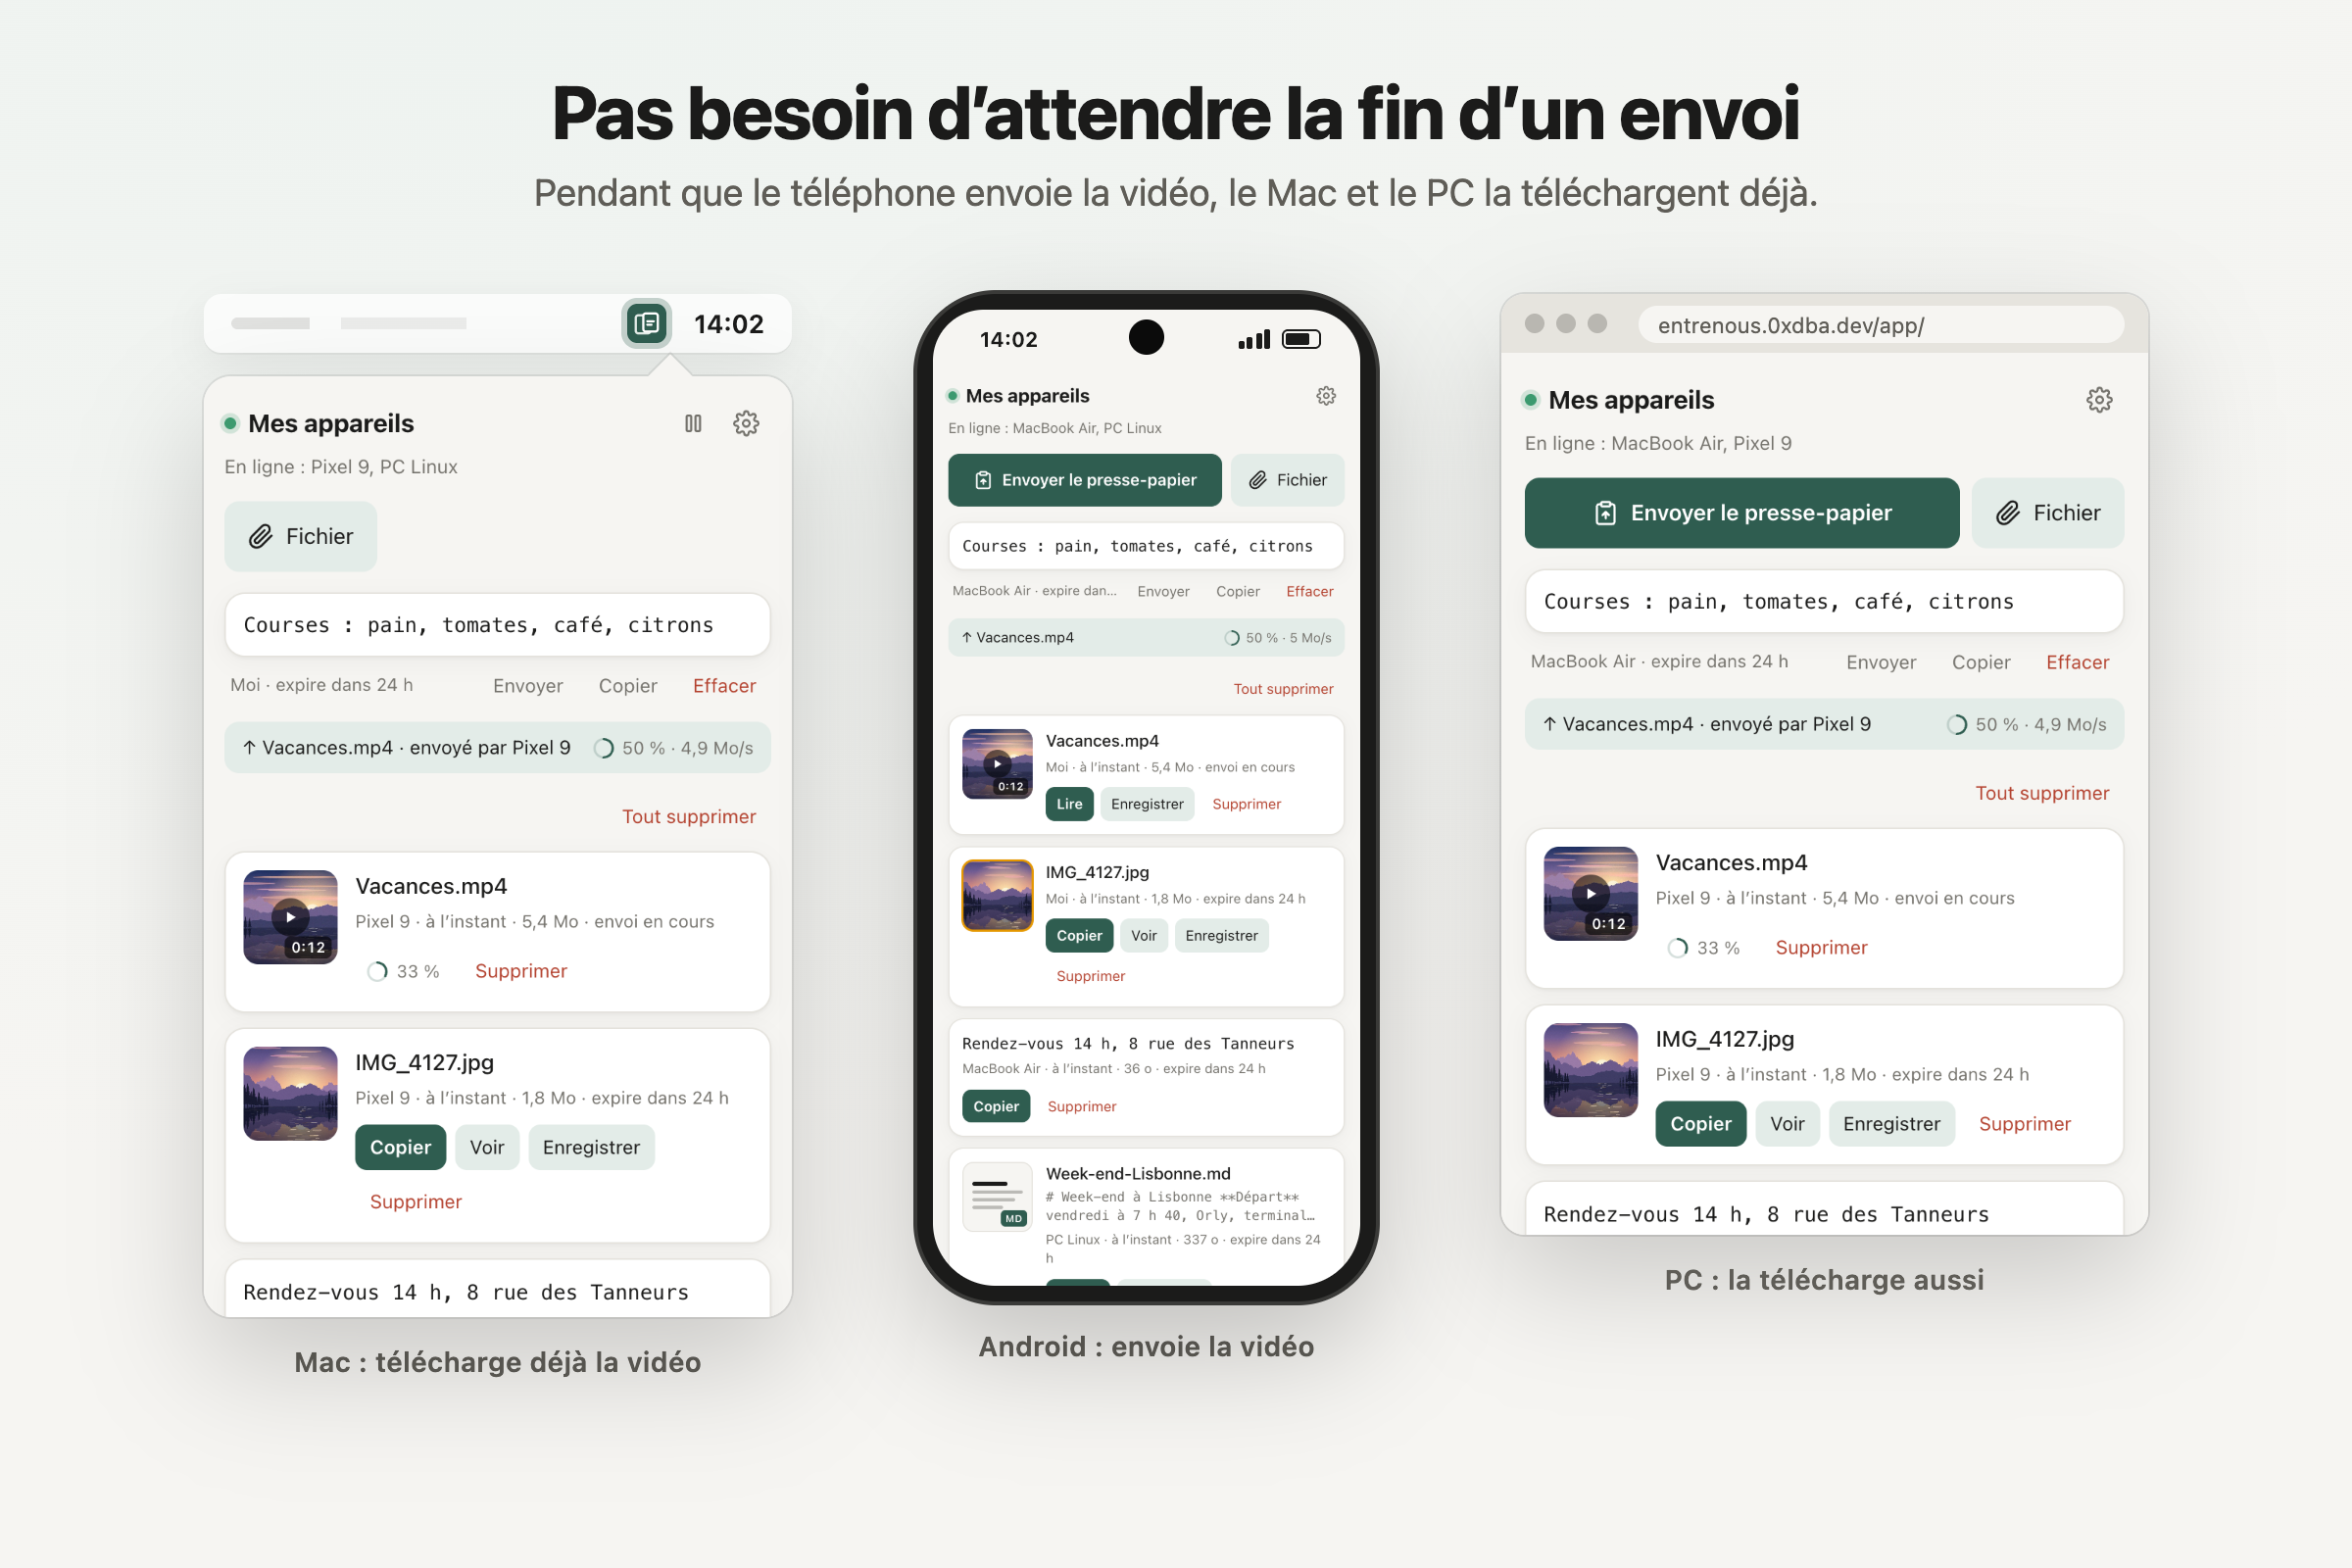 Pas besoin d’attendre la fin d’un envoi
Pendant que le téléphone envoie la vidéo, le Mac et le PC la téléchargent déjà.
14:02
Mes appareils
En ligne : Pixel 9, PC Linux
Fichier
Courses : pain, tomates, café, citrons
Moi · expire dans 24 h Envoyer Copier Effacer
↑ Vacances.mp4 · envoyé par Pixel 9 50 % · 4,9 Mo/s
Tout supprimer
0:12
Vacances.mp4
Pixel 9 · à l’instant · 5,4 Mo · envoi en cours
33 % Supprimer
IMG_4127.jpg
Pixel 9 · à l’instant · 1,8 Mo · expire dans 24 h
Copier Voir Enregistrer
Supprimer
Rendez-vous 14 h, 8 rue des Tanneurs
Mac : télécharge déjà la vidéo
14:02
Mes appareils
En ligne : MacBook Air, PC Linux
Envoyer le presse-papier Fichier
Courses : pain, tomates, café, citrons
MacBook Air · expire dan… Envoyer Copier Effacer
↑ Vacances.mp4 50 % · 5 Mo/s
Tout supprimer
0:12
Vacances.mp4
Moi · à l’instant · 5,4 Mo · envoi en cours
Lire Enregistrer Supprimer
IMG_4127.jpg
Moi · à l’instant · 1,8 Mo · expire dans 24 h
Copier Voir Enregistrer
Supprimer
Rendez-vous 14 h, 8 rue des Tanneurs
MacBook Air · à l’instant · 36 o · expire dans 24 h
Copier Supprimer
MD
Week-end-Lisbonne.md
# Week-end à Lisbonne **Départ**
vendredi à 7 h 40, Orly, terminal…
PC Linux · à l’instant · 337 o · expire dans 24
h
Android : envoie la vidéo
entrenous.0xdba.dev/app/
Mes appareils
En ligne : MacBook Air, Pixel 9
Envoyer le presse-papier Fichier
Courses : pain, tomates, café, citrons
MacBook Air · expire dans 24 h Envoyer Copier Effacer
↑ Vacances.mp4 · envoyé par Pixel 9 50 % · 4,9 Mo/s
Tout supprimer
0:12
Vacances.mp4
Pixel 9 · à l’instant · 5,4 Mo · envoi en cours
33 % Supprimer
IMG_4127.jpg
Pixel 9 · à l’instant · 1,8 Mo · expire dans 24 h
Copier Voir Enregistrer Supprimer
Rendez-vous 14 h, 8 rue des Tanneurs
PC : la télécharge aussi